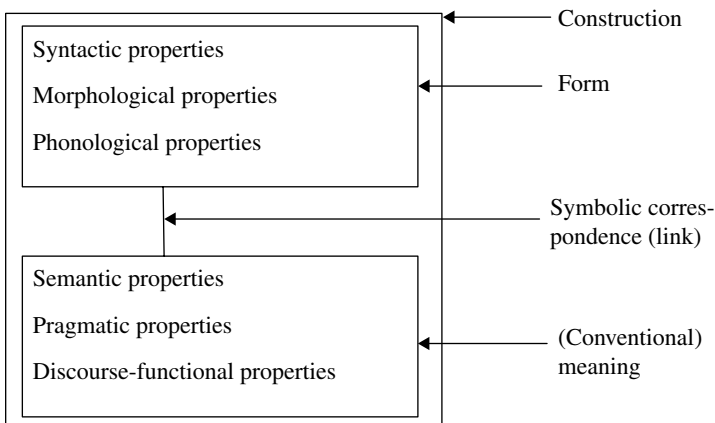 Construction
Syntactic properties
Morphological properties
Form
Phonological properties
Symbolic corres-
pondence (link)
Semantic properties
Pragmatic properties
(Conventional)
meaning
Discourse-functional properties